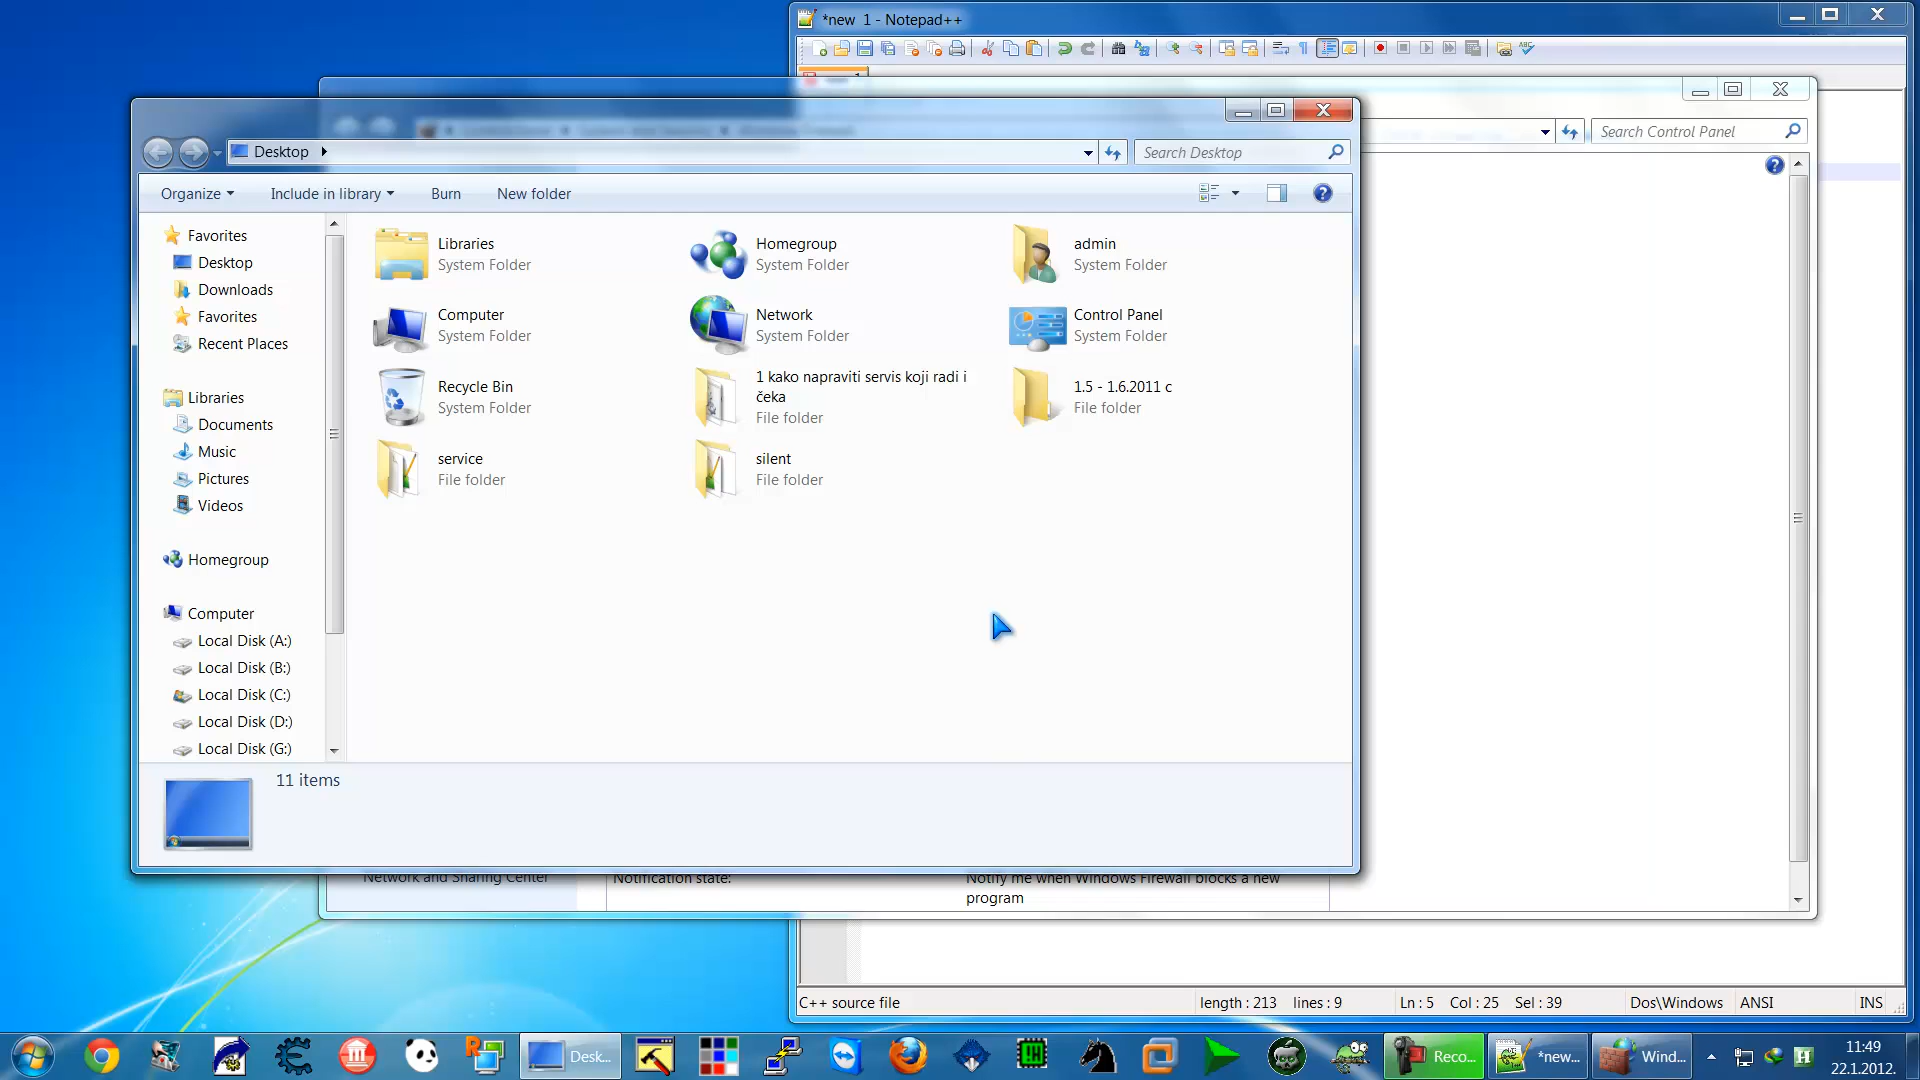 *new  1 - Notepad++
Search Control Panel
Desktop
Search Desktop
Organize
Include in library
Burn
New folder
Favorites
Desktop
Downloads
Favorites
Recent Places
Libraries
Documents
Music
Pictures
Videos
Homegroup
Computer
Local Disk (A:)
Local Disk (B:)
Local Disk (C:)
Local Disk (D:)
Local Disk (G:)
Libraries
System Folder
Homegroup
System Folder
admin
System Folder
Computer
System Folder
Network
System Folder
Control Panel
System Folder
Recycle Bin
System Folder
1 kako napraviti servis koji radi i
čeka
File folder
1.5 - 1.6.2011 c
File folder
service
File folder
silent
File folder
11 items
Network and Sharing Center
Notification state:
Notify me when Windows Firewall blocks a new
program
C++ source file
length : 213 lines : 9
Ln : 5 Col : 25 Sel : 39
Dos\Windows
ANSI
INS
Desk...
Reco...
*new...
Wind...
11:49
22.1.2012.